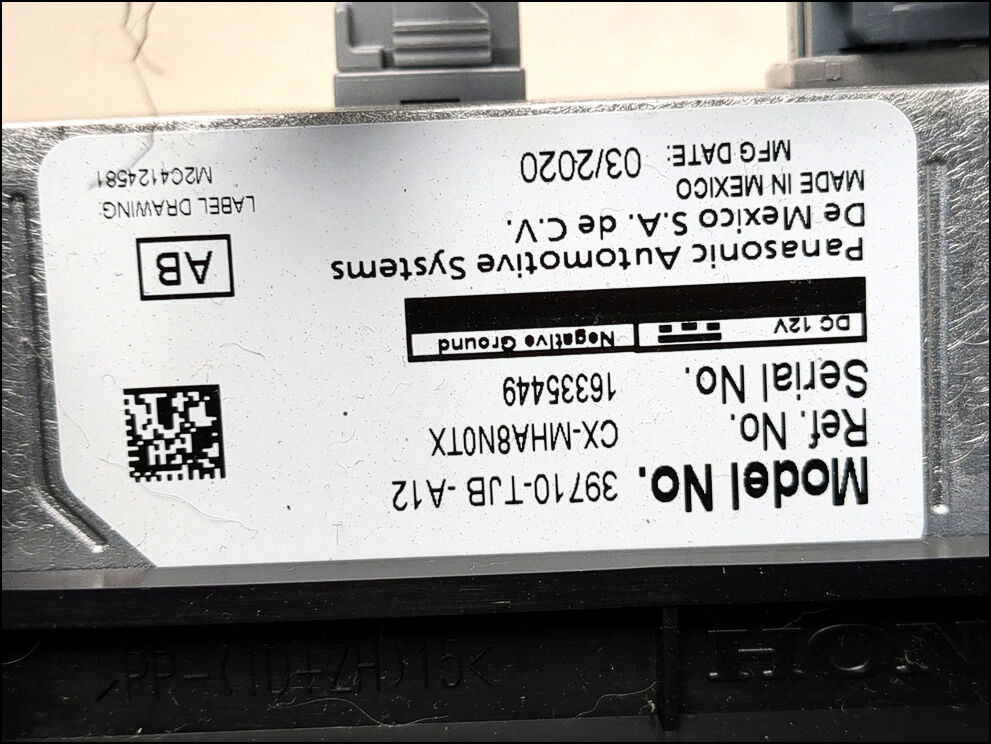 Model No. 39710-TJB -A12
Ref. No. CX-MHA8N0TX
Serial No. 16335449
DC 12V Negative Ground
Panasonic Automotive Systems
De Mexico S.A. de C.V.
MADE IN MEXICO
MFG DATE: 03/2020
AB
LABEL DRAWING:
M2C4124581
HON
>PP-(TD+ZH)15<